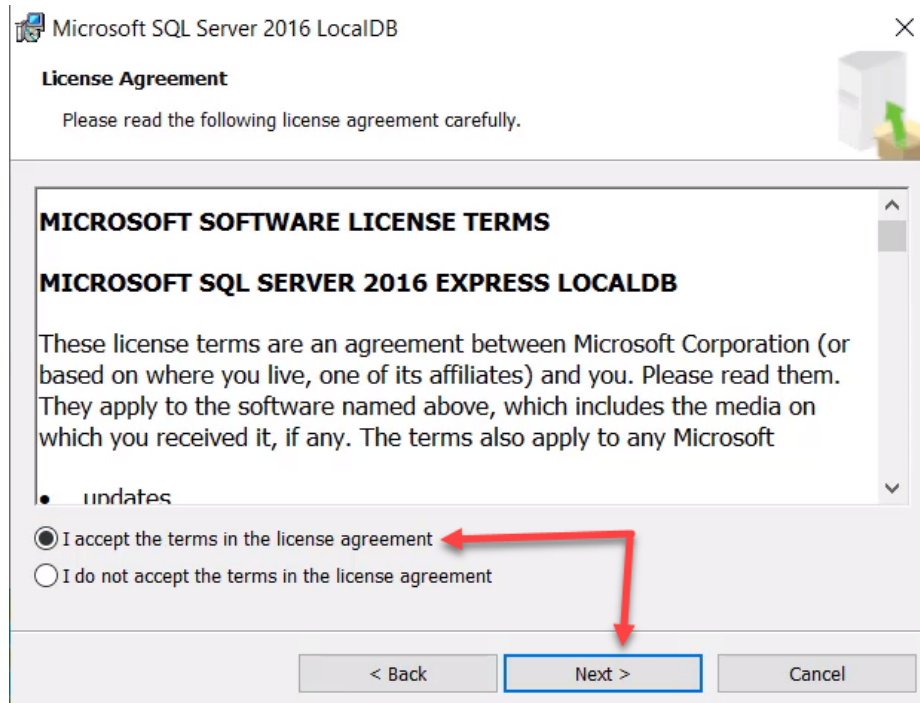 Microsoft SQL Server 2016 LocalDB
License Agreement
Please read the following license agreement carefully.
MICROSOFT SOFTWARE LICENSE TERMS
MICROSOFT SQL SERVER 2016 EXPRESS LOCALDB
These license terms are an agreement between Microsoft Corporation (or
based on where you live, one of its affiliates) and you. Please read them.
They apply to the software named above, which includes the media on
which you received it, if any. The terms also apply to any Microsoft
• updates
I accept the terms in the license agreement
I do not accept the terms in the license agreement
< Back Next > Cancel